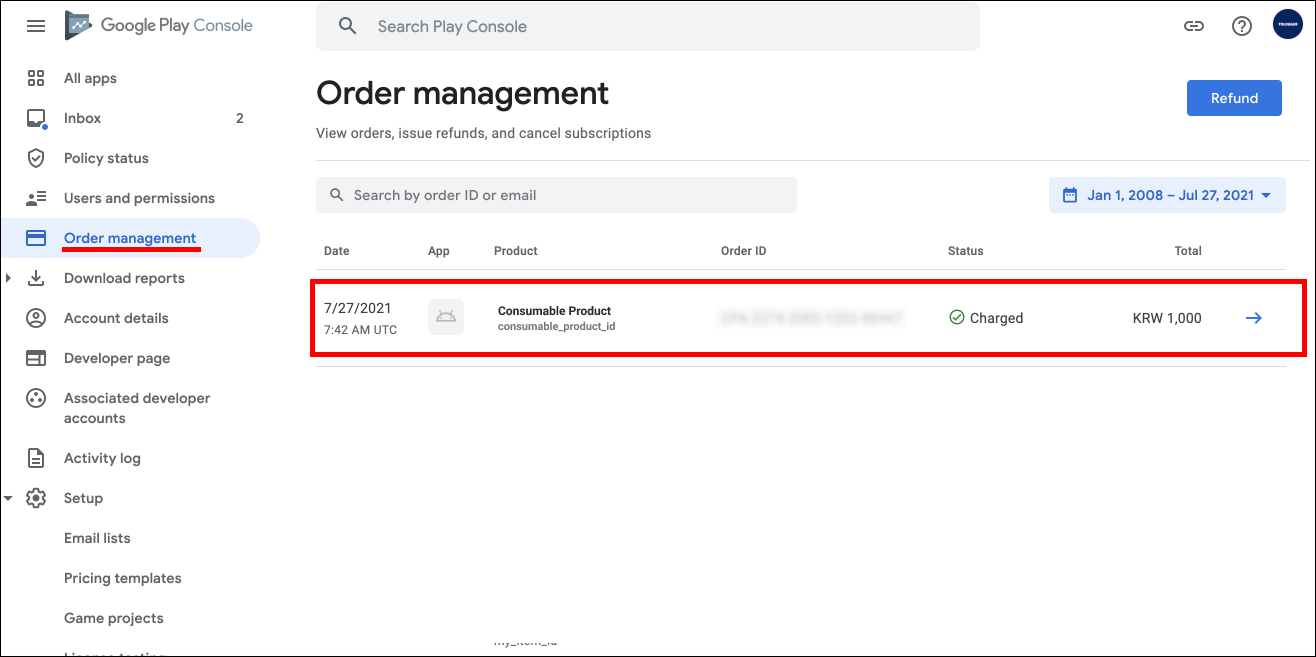 Google Play Console
Search Play Console
All apps
Inbox 2
Policy status
Users and permissions
Order management
Download reports
Account details
Developer page
Associated developer
accounts
Activity log
Setup
Email lists
Pricing templates
Game projects
Order management
Refund
View orders, issue refunds, and cancel subscriptions
Search by order ID or email
Jan 1, 2008 – Jul 27, 2021
Date App Product Order ID Status Total
7/27/2021
7:42 AM UTC
Consumable Product
consumable_product_id
Charged
KRW 1,000